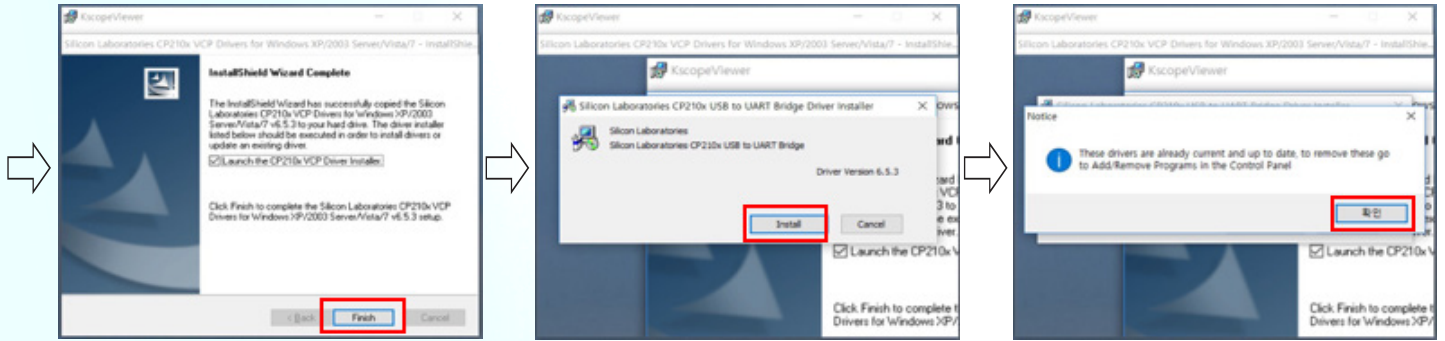 KscopeViewer
Silicon Laboratories CP210x VCP Drivers for Windows XP/2003 Server/Vista/7 - InstallShie..
InstallShield Wizard Complete
The InstallShield Wizard has successfully copied the Silicon
Laboratories CP210x VCP Drivers for Windows XP/2003
Server/Vista/7 v6.5.3 to your hard drive. The driver installer
listed below should be executed in order to install drivers or
update an existing driver.
Launch the CP210x VCP Driver Installer.
Click Finish to complete the Silicon Laboratories CP210x VCP
Drivers for Windows XP/2003 Server/Vista/7 v6.5.3 setup.
< Back
Finish
Cancel
KscopeViewer
Silicon Laboratories CP210x VCP Drivers for Windows XP/2003 Server/Vista/7 - InstallShie..
KscopeViewer
Silicon Laboratories CP210x USB to UART Bridge Driver Installer
Silicon Laboratories
Silicon Laboratories CP210x USB to UART Bridge
Driver Version 6.5.3
Install
Cancel
Launch the CP210x V
Click Finish to complete t
Drivers for Windows XP/
KscopeViewer
Silicon Laboratories CP210x VCP Drivers for Windows XP/2003 Server/Vista/7 - InstallShie..
KscopeViewer
Notice
These drivers are already current and up to date, to remove these go
to Add/Remove Programs in the Control Panel
확인
Launch the CP210x V
Click Finish to complete t
Drivers for Windows XP/